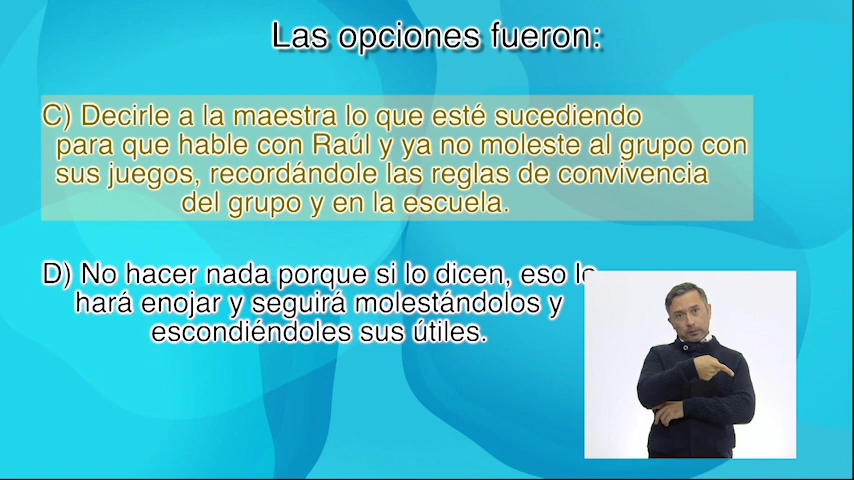 Las opciones fueron:
C) Decirle a la maestra lo que esté sucediendo
para que hable con Raúl y ya no moleste al grupo con
sus juegos, recordándole las reglas de convivencia
del grupo y en la escuela.
D) No hacer nada porque si lo dicen, eso lo
hará enojar y seguirá molestándolos y
escondiéndoles sus útiles.